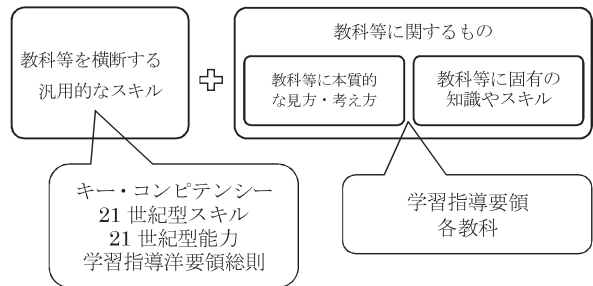 教科等を横断する
汎用的なスキル
教科等に関するもの
教科等に本質的
な見方・考え方
教科等に固有の
知識やスキル
キー・コンピテンシー
21 世紀型スキル
21 世紀型能力
学習指導洋要領総則
学習指導要領
各教科